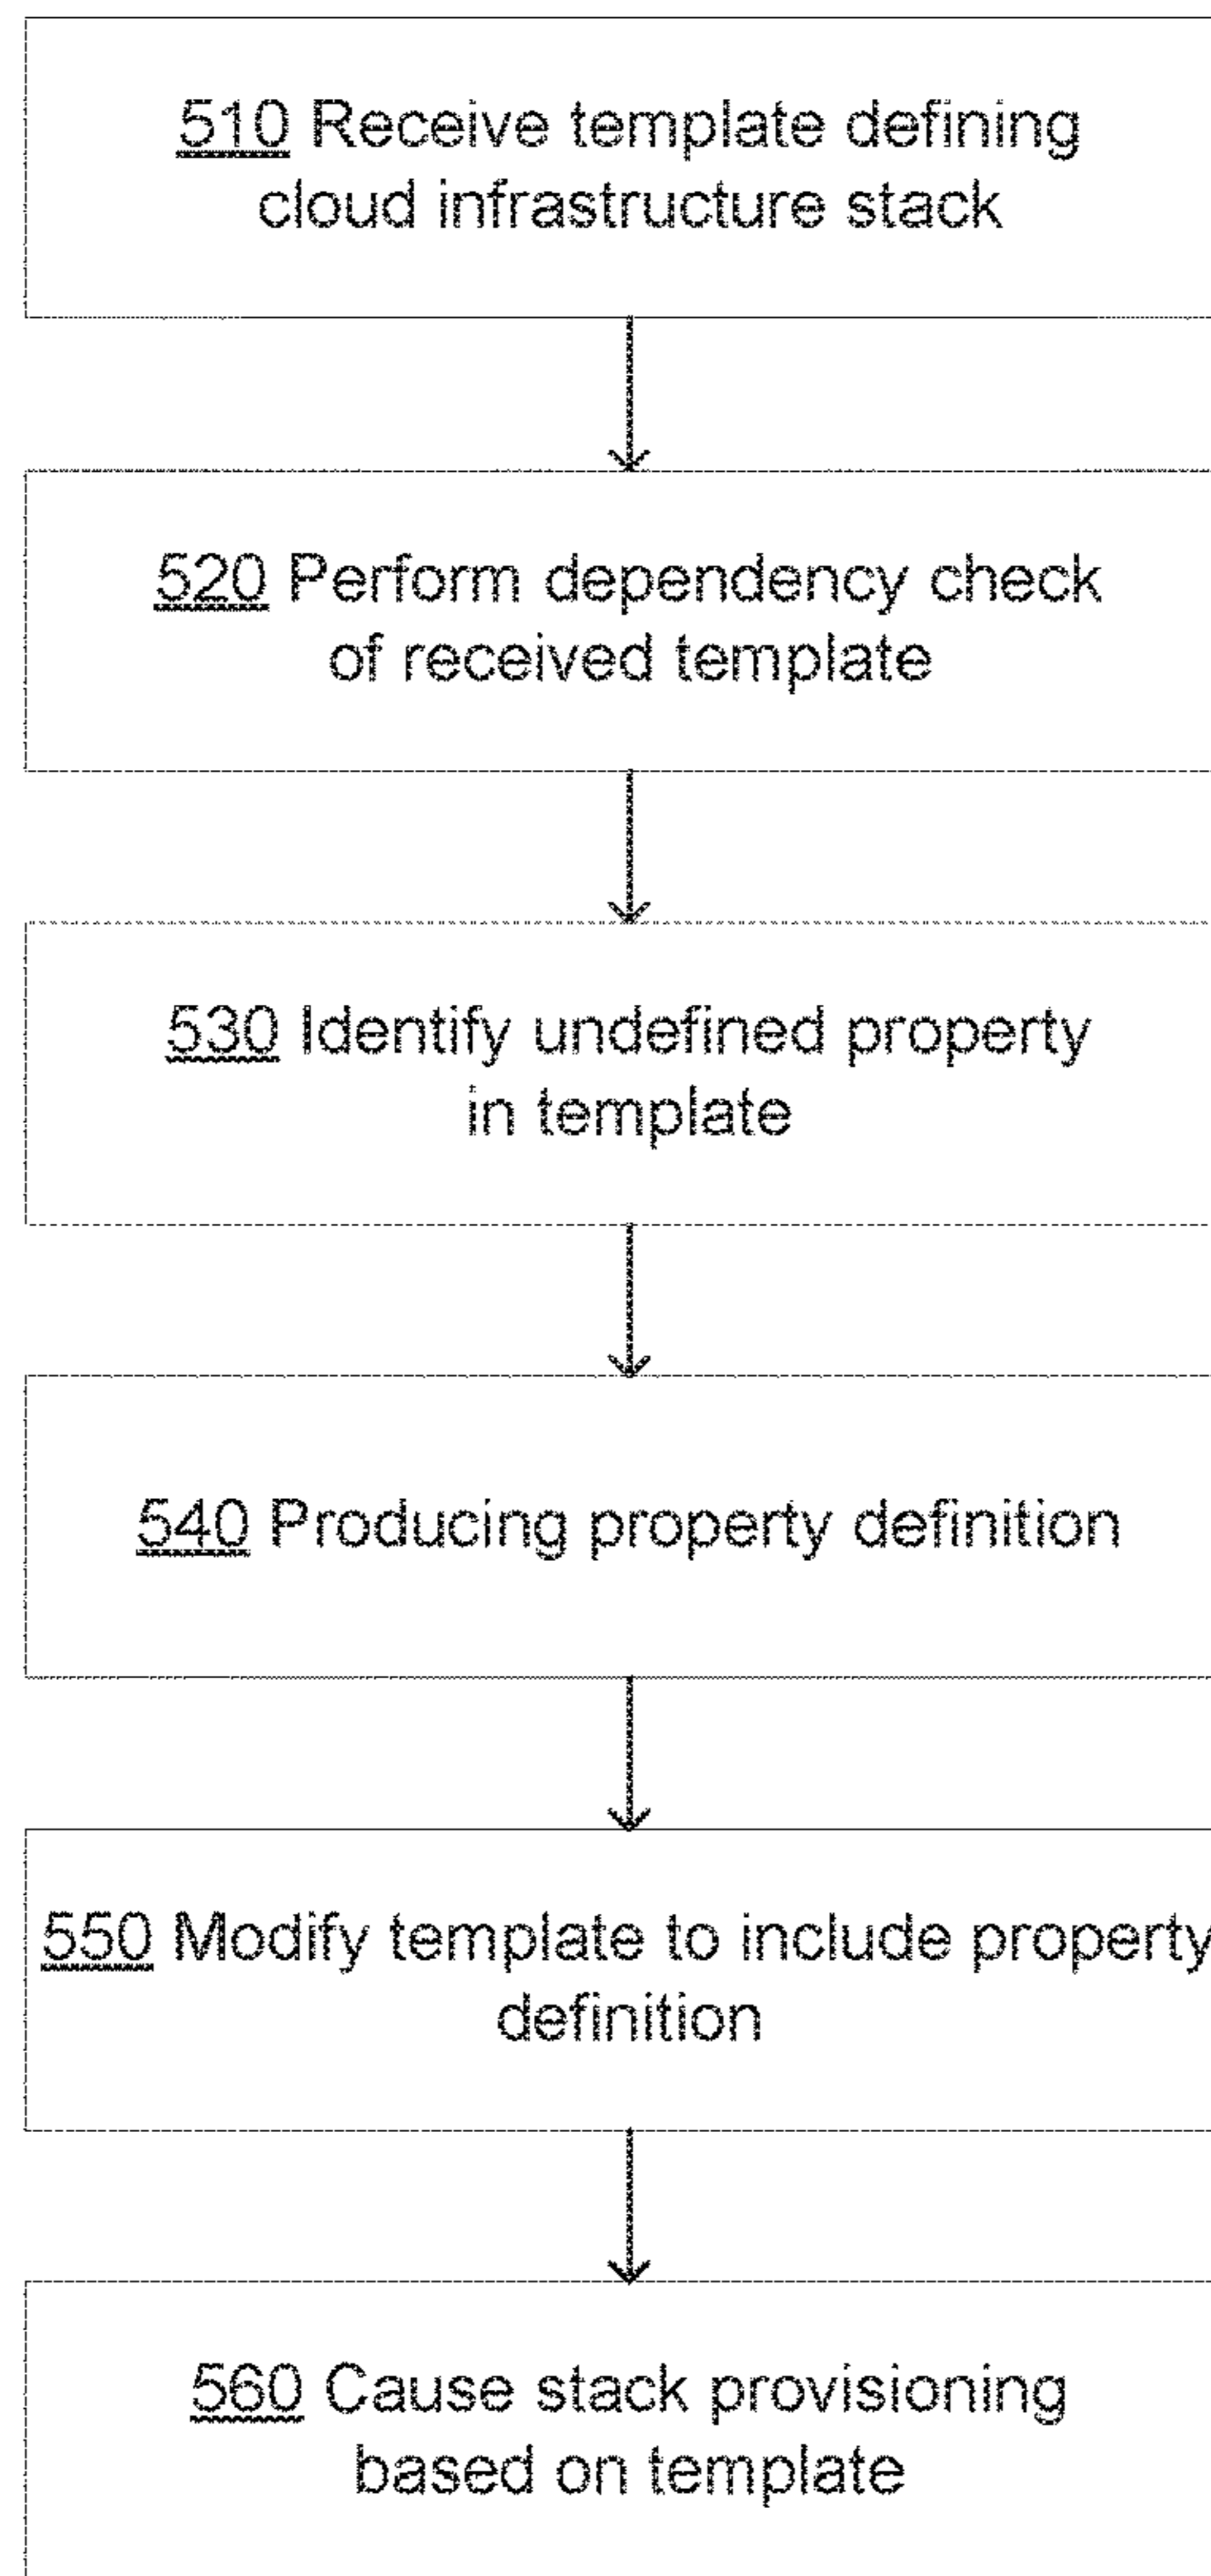 510 Receive template defining
cloud infrastructure stack
520 Perform dependency check
of received template
530 Identify undefined property
in template
540 Producing property definition
550 Modify template to include property
definition
560 Cause stack provisioning
based on template